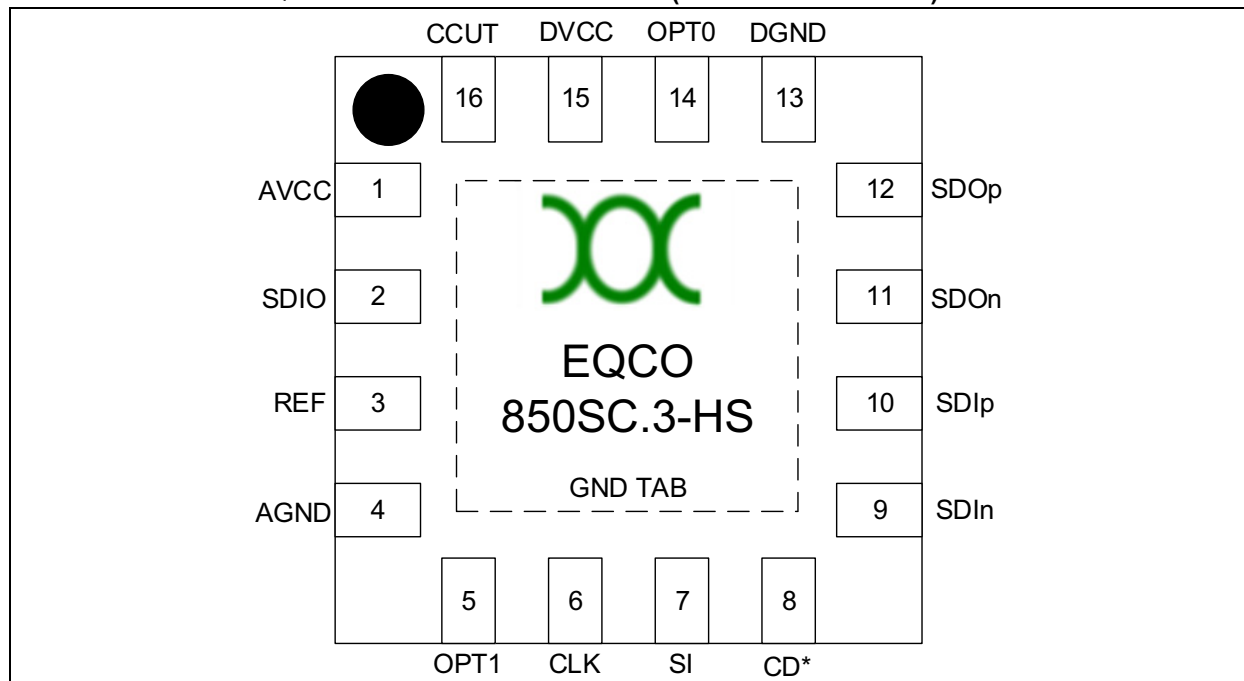 CCUT DVCC OPT0 DGND
16 15 14 13
AVCC 1 12 SDOp
SDIO 2 11 SDOn
EQCO
REF 3 10 SDIp
850SC.3-HS
GND TAB
AGND 4 9 SDIn
5 6 7 8
OPT1 CLK SI CD*